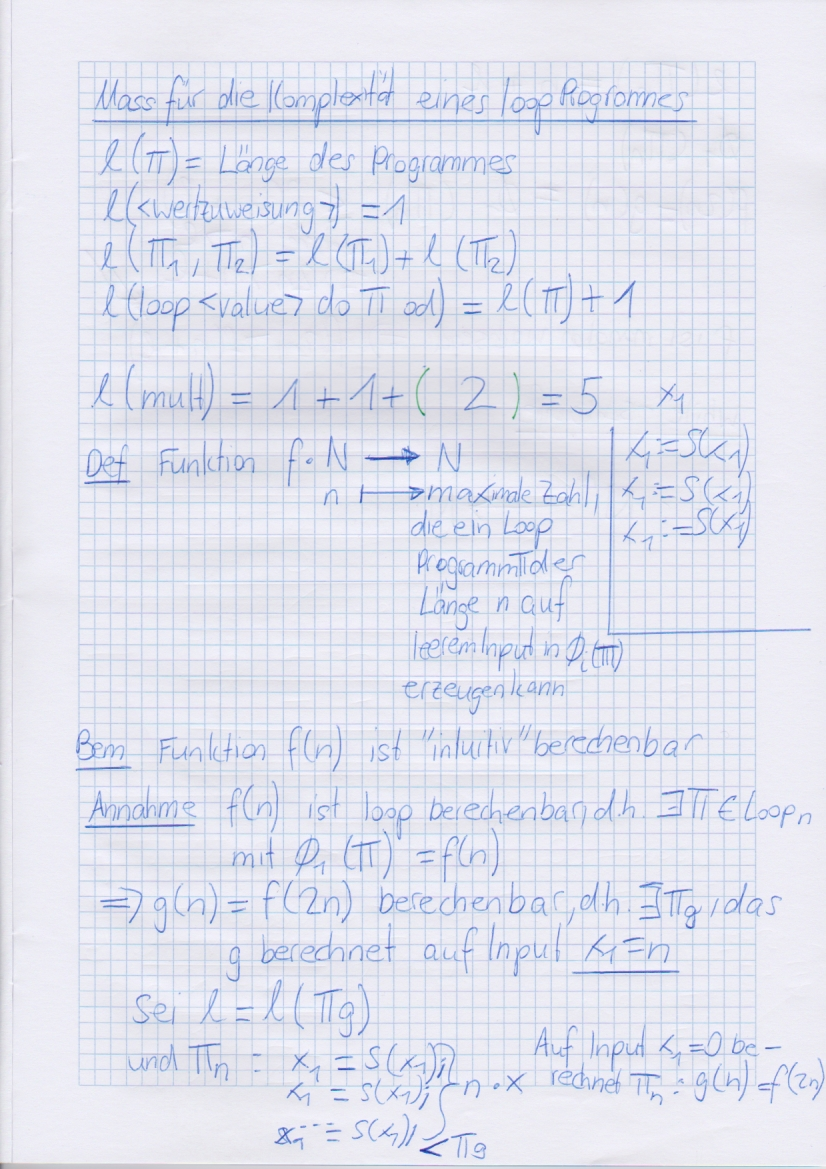 Mass für die Komplexität eines loop Programmes
l(π) = Länge des Programmes
l(<wertzuweisung>) = 1
l(π1, π2) = l(π1) + l(π2)
l(loop <value> do π od) = l(π) + 1
l(mult) = 1 + 1 + ( 2 ) = 5 x1
Def Funktion f: N → N
n ↦ maximale Zahl,
die ein Loop
Programm π der
Länge n auf
leerem Input in Φi(π)
erzeugen kann
x1 := S(x1)
x1 := S(x1)
x1 := S(x1)
Bem Funktion f(n) ist "intuitiv" berechenbar
Annahme f(n) ist loop berechenbar, d.h. ∃π ∈ Loopn
mit Φ1(π) = f(n)
⇒ g(n) = f(2n) berechenbar, d.h. ∃πg, das
g berechnet auf Input x1=n
Sei l = l(πg)
und πn : x1 = S(x1);
x1 = S(x1); n·x
x1 = S(x1);
< πg
Auf Input x1=0 be-
rechnet πn : g(n) = f(2n)